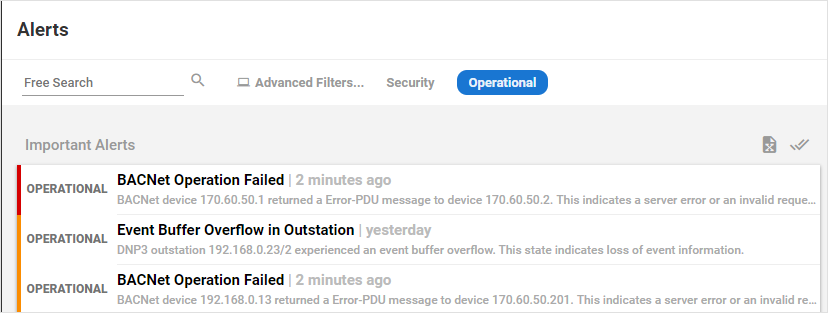 Alerts
Free Search Advanced Filters... Security Operational
Important Alerts
BACNet Operation Failed | 2 minutes ago
OPERATIONAL
BACNet device 170.60.50.1 returned a Error-PDU message to device 170.60.50.2. This indicates a server error or an invalid reque...
Event Buffer Overflow in Outstation | yesterday
OPERATIONAL
DNP3 outstation 192.168.0.23/2 experienced an event buffer overflow. This state indicates loss of event information.
BACNet Operation Failed | 2 minutes ago
OPERATIONAL
BACNet device 192.168.0.13 returned a Error-PDU message to device 170.60.50.201. This indicates a server error or an invalid re...